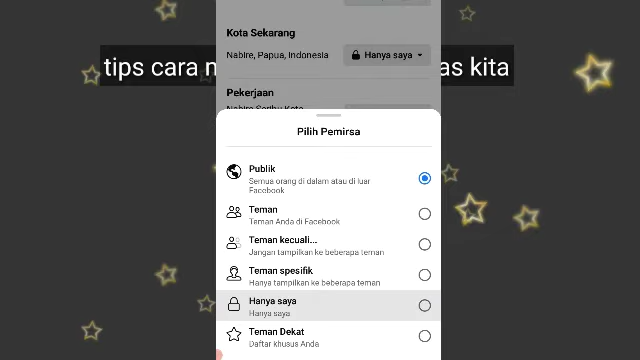 Kota Sekarang
Nabire, Papua, Indonesia
Hanya saya
tips cara
as kita
Pekerjaan
Nabire Seribu Kota
Pilih Pemirsa
Publik
Semua orang di dalam atau di luar
Facebook
Teman
Teman Anda di Facebook
Teman kecuali...
Jangan tampilkan ke beberapa teman
Teman spesifik
Hanya tampilkan ke beberapa teman
Hanya saya
Hanya saya
Teman Dekat
Daftar khusus Anda